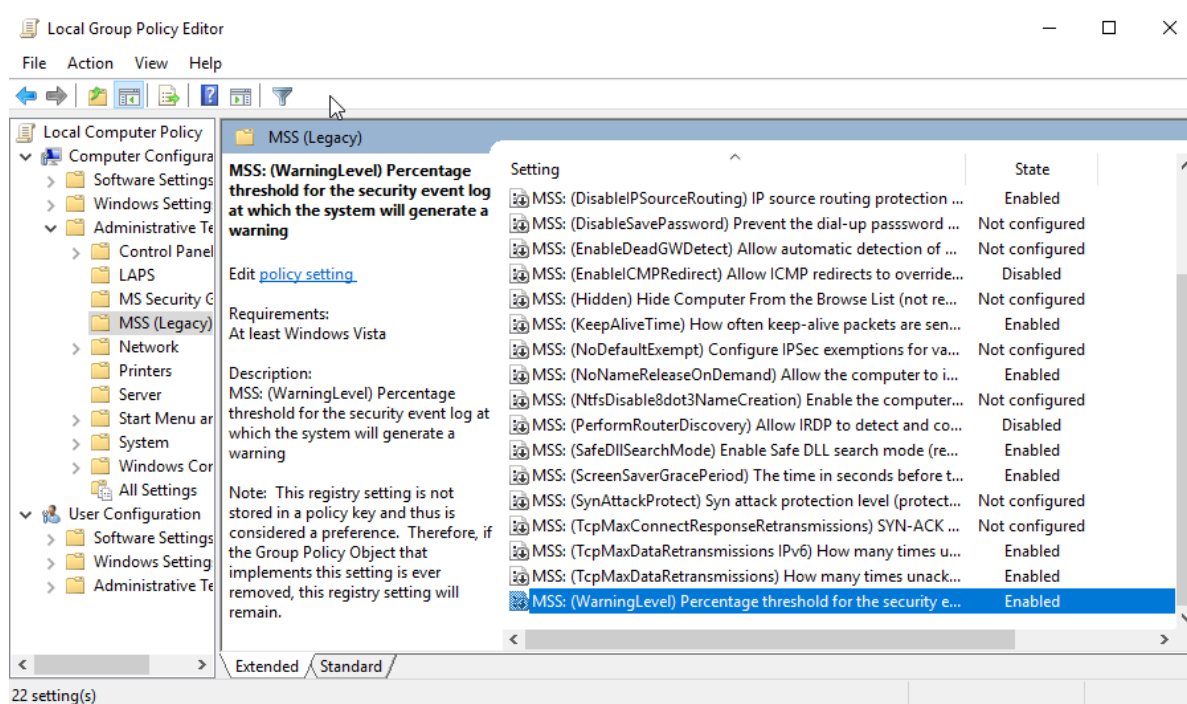 Local Group Policy Editor
File Action View Help
Local Computer Policy
Computer Configura
Software Settings
Windows Setting
Administrative Te
Control Panel
LAPS
MS Security G
MSS (Legacy)
Network
Printers
Server
Start Menu ar
System
Windows Cor
All Settings
User Configuration
Software Settings
Windows Setting
Administrative Te
MSS (Legacy)
MSS: (WarningLevel) Percentage
threshold for the security event log
at which the system will generate a
warning
Edit policy setting
Requirements:
At least Windows Vista
Description:
MSS: (WarningLevel) Percentage
threshold for the security event log at
which the system will generate a
warning
Note: This registry setting is not
stored in a policy key and thus is
considered a preference. Therefore, if
the Group Policy Object that
implements this setting is ever
removed, this registry setting will
remain.
Setting State
MSS: (DisableIPSourceRouting) IP source routing protection ... Enabled
MSS: (DisableSavePassword) Prevent the dial-up passsword ... Not configured
MSS: (EnableDeadGWDetect) Allow automatic detection of ... Not configured
MSS: (EnableICMPRedirect) Allow ICMP redirects to override... Disabled
MSS: (Hidden) Hide Computer From the Browse List (not re... Not configured
MSS: (KeepAliveTime) How often keep-alive packets are sen... Enabled
MSS: (NoDefaultExempt) Configure IPSec exemptions for va... Not configured
MSS: (NoNameReleaseOnDemand) Allow the computer to i... Enabled
MSS: (NtfsDisable8dot3NameCreation) Enable the computer... Not configured
MSS: (PerformRouterDiscovery) Allow IRDP to detect and co... Disabled
MSS: (SafeDllSearchMode) Enable Safe DLL search mode (re... Enabled
MSS: (ScreenSaverGracePeriod) The time in seconds before t... Enabled
MSS: (SynAttackProtect) Syn attack protection level (protect... Not configured
MSS: (TcpMaxConnectResponseRetransmissions) SYN-ACK ... Not configured
MSS: (TcpMaxDataRetransmissions IPv6) How many times u... Enabled
MSS: (TcpMaxDataRetransmissions) How many times unack... Enabled
MSS: (WarningLevel) Percentage threshold for the security e... Enabled
Extended Standard
22 setting(s)